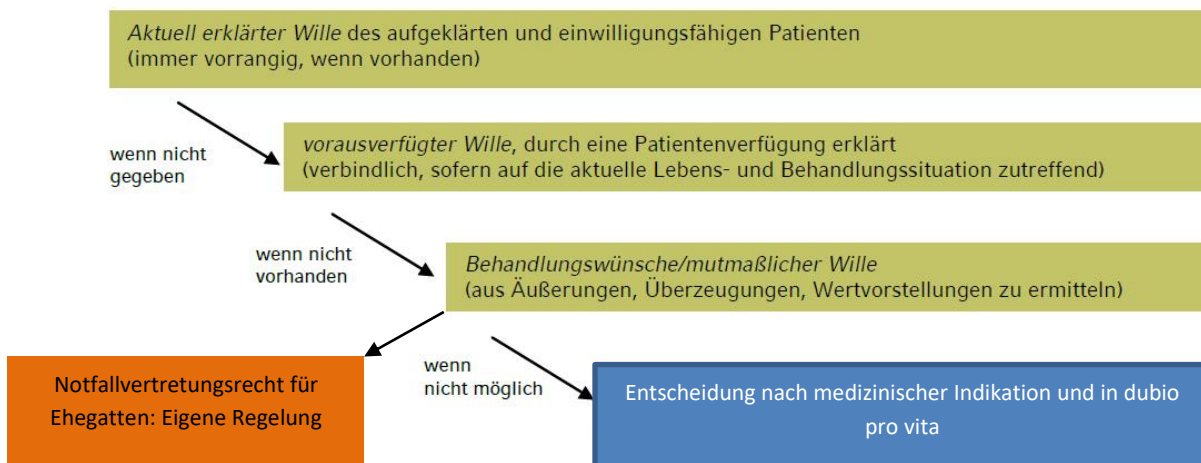 Aktuell erklärter Wille des aufgeklärten und einwilligungsfähigen Patienten
(immer vorrangig, wenn vorhanden)
wenn nicht
gegeben
vorausverfügter Wille, durch eine Patientenverfügung erklärt
(verbindlich, sofern auf die aktuelle Lebens- und Behandlungssituation zutreffend)
wenn nicht
vorhanden
Behandlungswünsche/mutmaßlicher Wille
(aus Äußerungen, Überzeugungen, Wertvorstellungen zu ermitteln)
Notfallvertretungsrecht für
Ehegatten: Eigene Regelung
wenn
nicht möglich
Entscheidung nach medizinischer Indikation und in dubio
pro vita